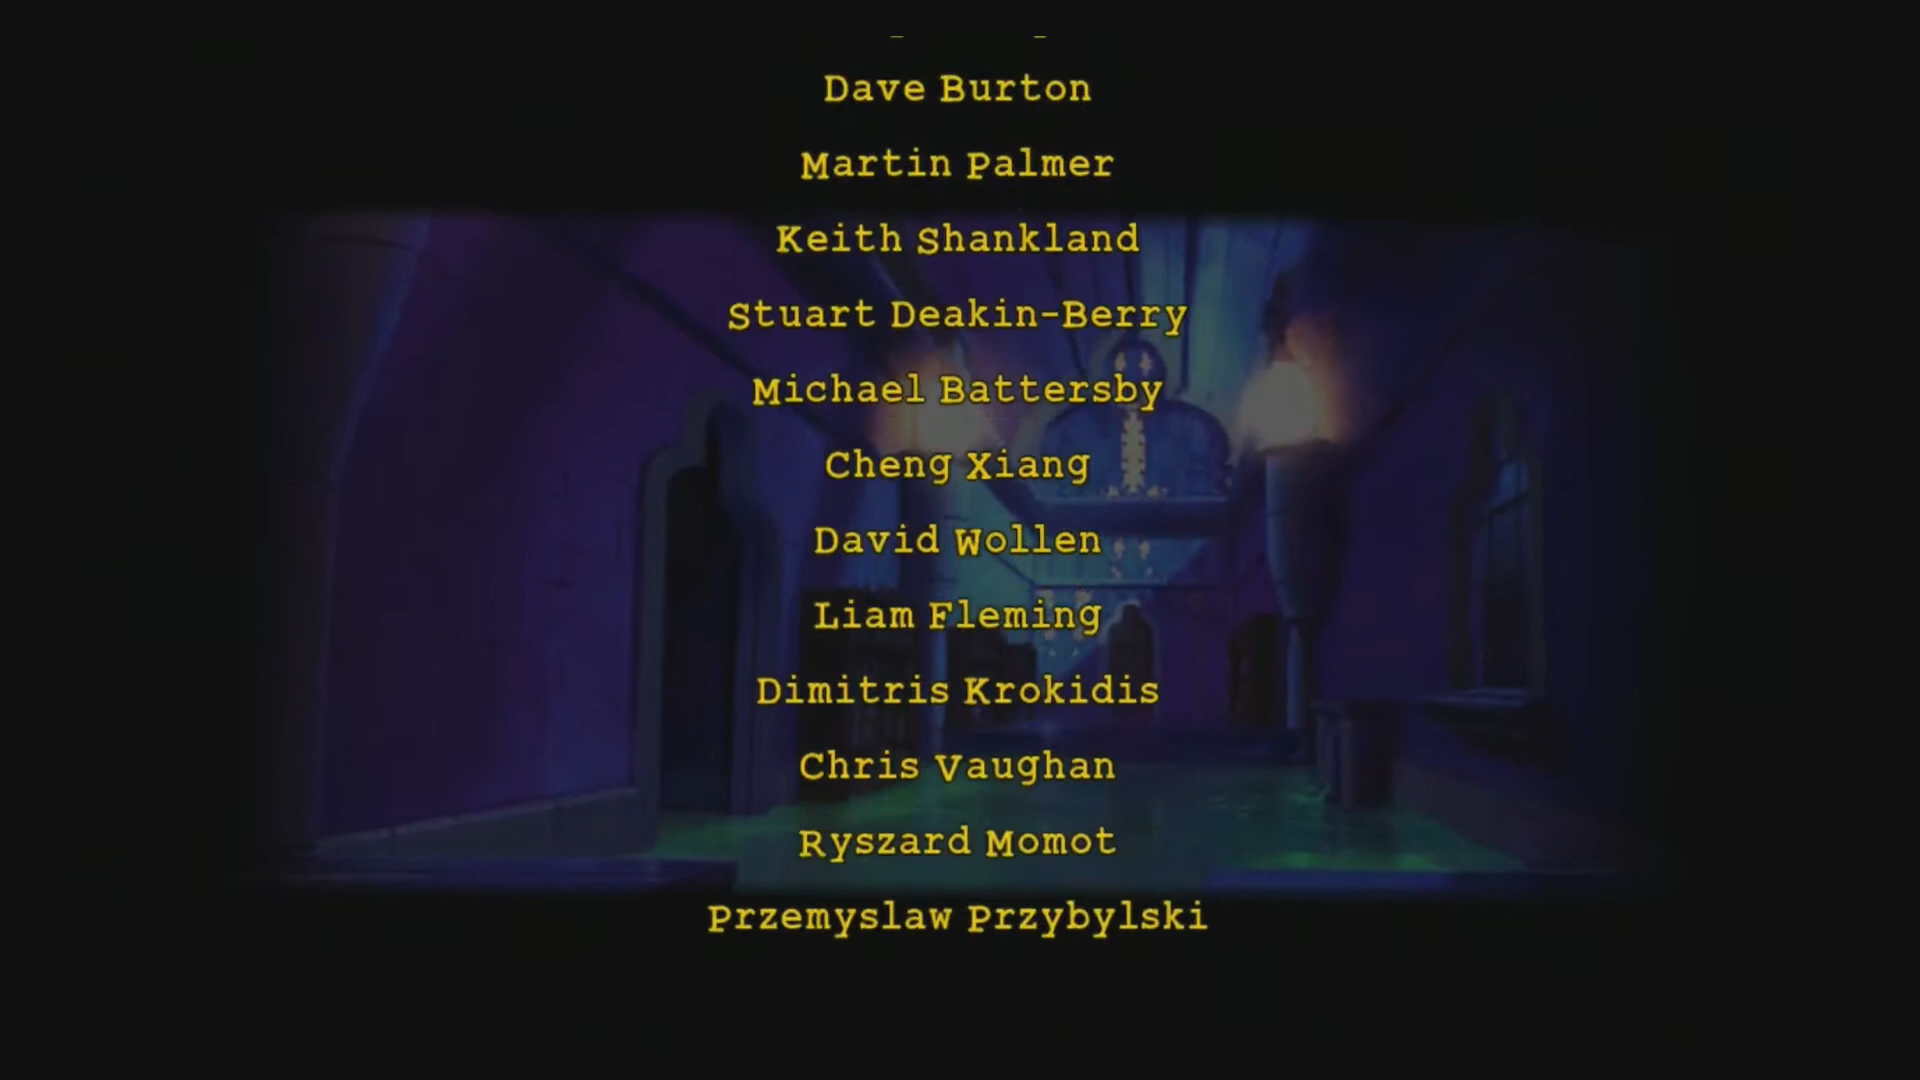 Dave Burton
Martin Palmer
Keith Shankland
Stuart Deakin-Berry
Michael Battersby
Cheng Xiang
David Wollen
Liam Fleming
Dimitris Krokidis
Chris Vaughan
Ryszard Momot
Przemyslaw Przybylski